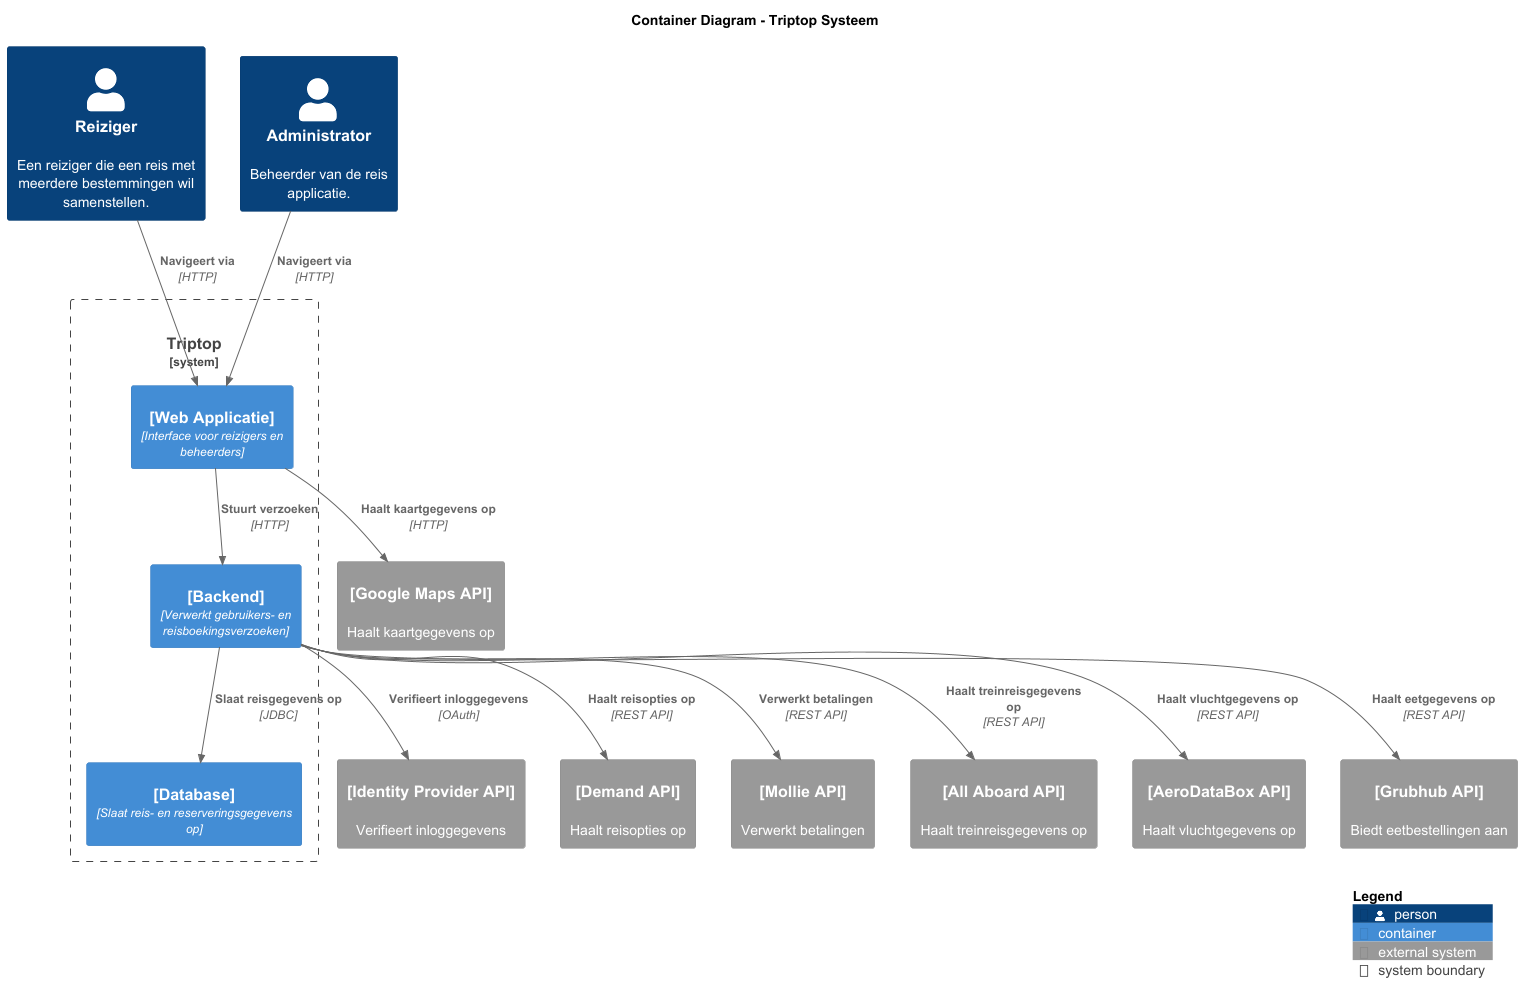 Container Diagram - Triptop Systeem
Reiziger
Een reiziger die een reis met
meerdere bestemmingen wil
samenstellen.
Administrator
Beheerder van de reis
applicatie.
Navigeert via
[HTTP]
Navigeert via
[HTTP]
Triptop
[system]
[Web Applicatie]
[Interface voor reizigers en
beheerders]
Stuurt verzoeken
[HTTP]
Haalt kaartgegevens op
[HTTP]
[Backend]
[Verwerkt gebruikers- en
reisboekingsverzoeken]
[Google Maps API]
Haalt kaartgegevens op
Slaat reisgegevens op
[JDBC]
Verifieert inloggegevens
[OAuth]
Haalt reisopties op
[REST API]
Verwerkt betalingen
[REST API]
Haalt treinreisgegevens
op
[REST API]
Haalt vluchtgegevens op
[REST API]
Haalt eetgegevens op
[REST API]
[Database]
[Slaat reis- en reserveringsgegevens
op]
[Identity Provider API]
Verifieert inloggegevens
[Demand API]
Haalt reisopties op
[Mollie API]
Verwerkt betalingen
[All Aboard API]
Haalt treinreisgegevens op
[AeroDataBox API]
Haalt vluchtgegevens op
[Grubhub API]
Biedt eetbestellingen aan
Legend
person
container
external system
system boundary